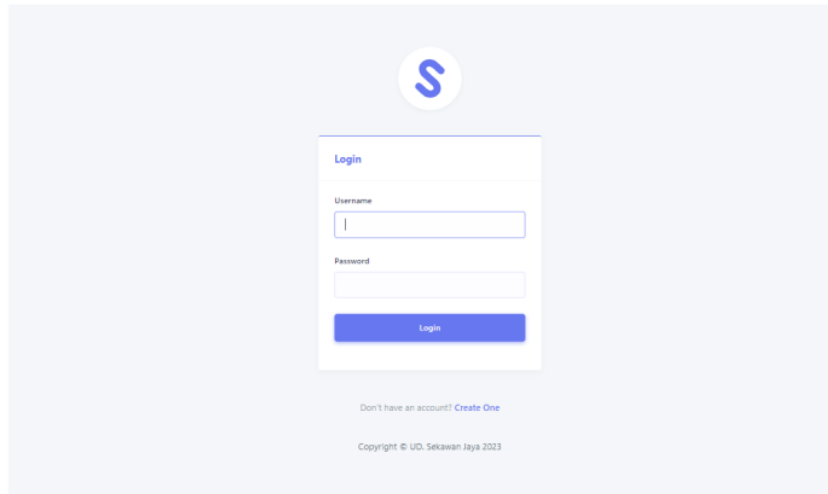 S
Login
Username
Password
Login
Don't have an account? Create One
Copyright © UD. Sekawan Jaya 2023